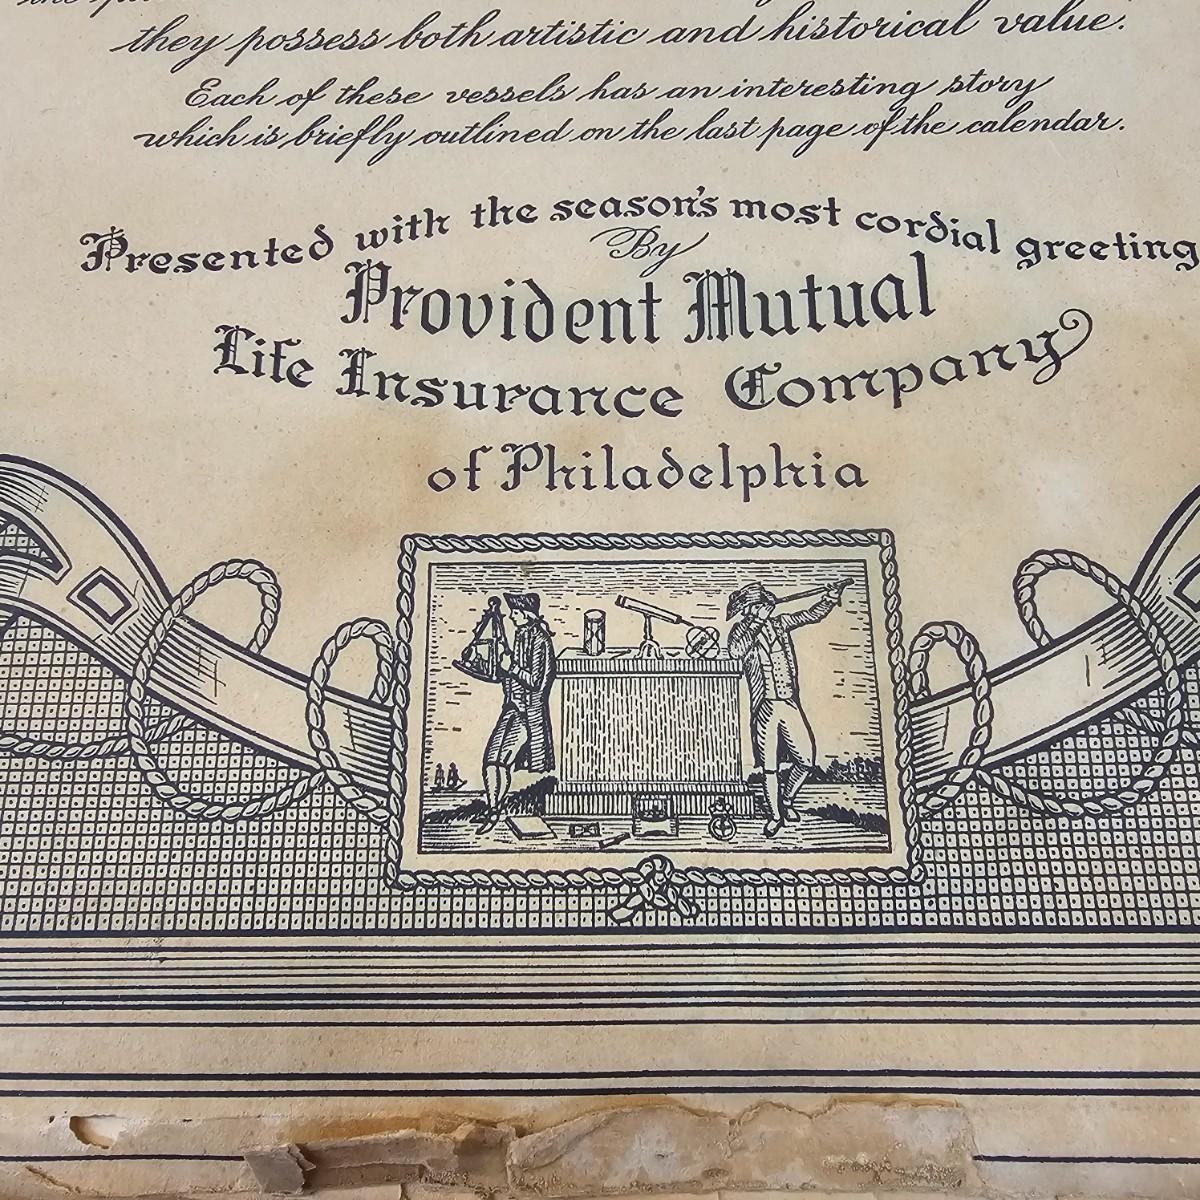 they possess both artistic and historical value.
Each of these vessels has an interesting story
which is briefly outlined on the last page of the calendar.
Presented with the season's most cordial greeting
By
Provident Mutual
Life Insurance Company
of Philadelphia